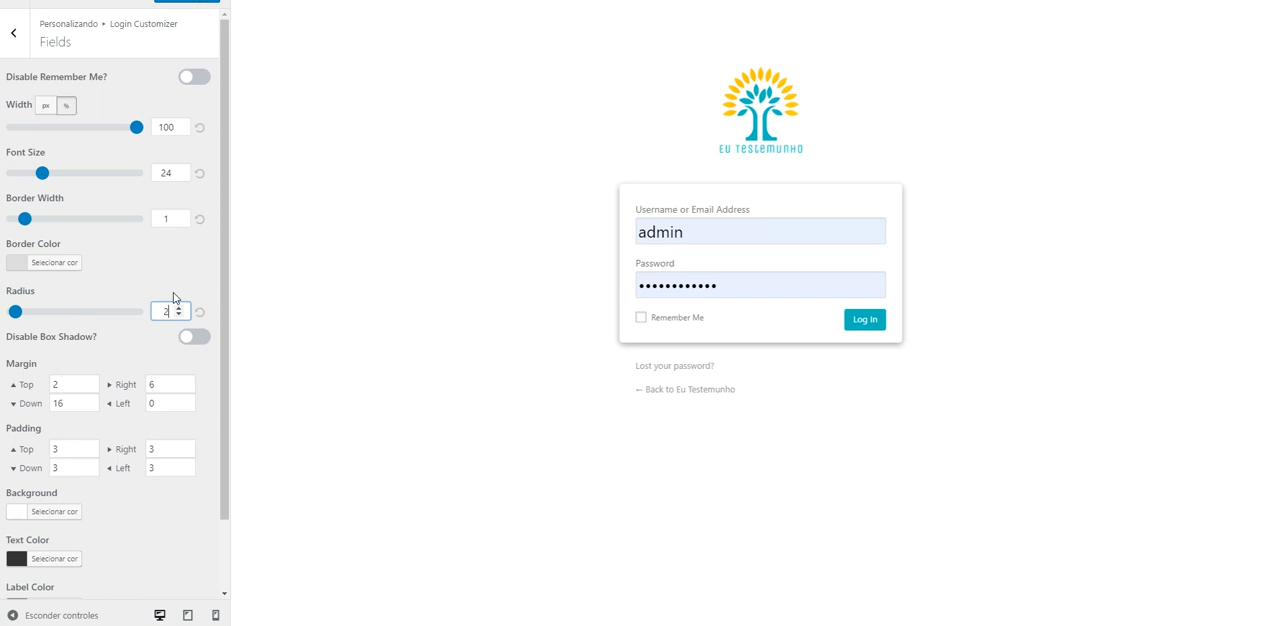 Personalizando ▸ Login Customizer
Fields
Disable Remember Me?
Width px %
100
Font Size
24
Border Width
1
Border Color
Selecionar cor
Radius
2
Disable Box Shadow?
Margin
Top 2 Right 6
Down 16 Left 0
Padding
Top 3 Right 3
Down 3 Left 3
Background
Selecionar cor
Text Color
Selecionar cor
Label Color
Esconder controles
EU TESTEMUNHO
Username or Email Address
admin
Password
••••••••••••
Remember Me
Log In
Lost your password?
← Back to Eu Testemunho